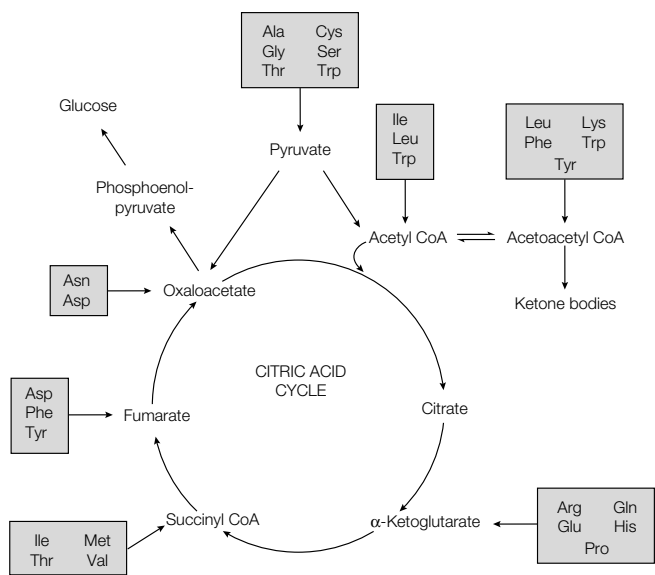 Ala Cys
Gly Ser
Thr Trp
Glucose
Ile
Leu
Trp
Leu Lys
Phe Trp
Tyr
Pyruvate
Phosphoenol-
pyruvate
Acetyl CoA
Acetoacetyl CoA
Asn
Asp
Oxaloacetate
Ketone bodies
CITRIC ACID
CYCLE
Asp
Phe
Tyr
Fumarate
Citrate
Succinyl CoA
α-Ketoglutarate
Ile Met
Thr Val
Arg Gln
Glu His
Pro